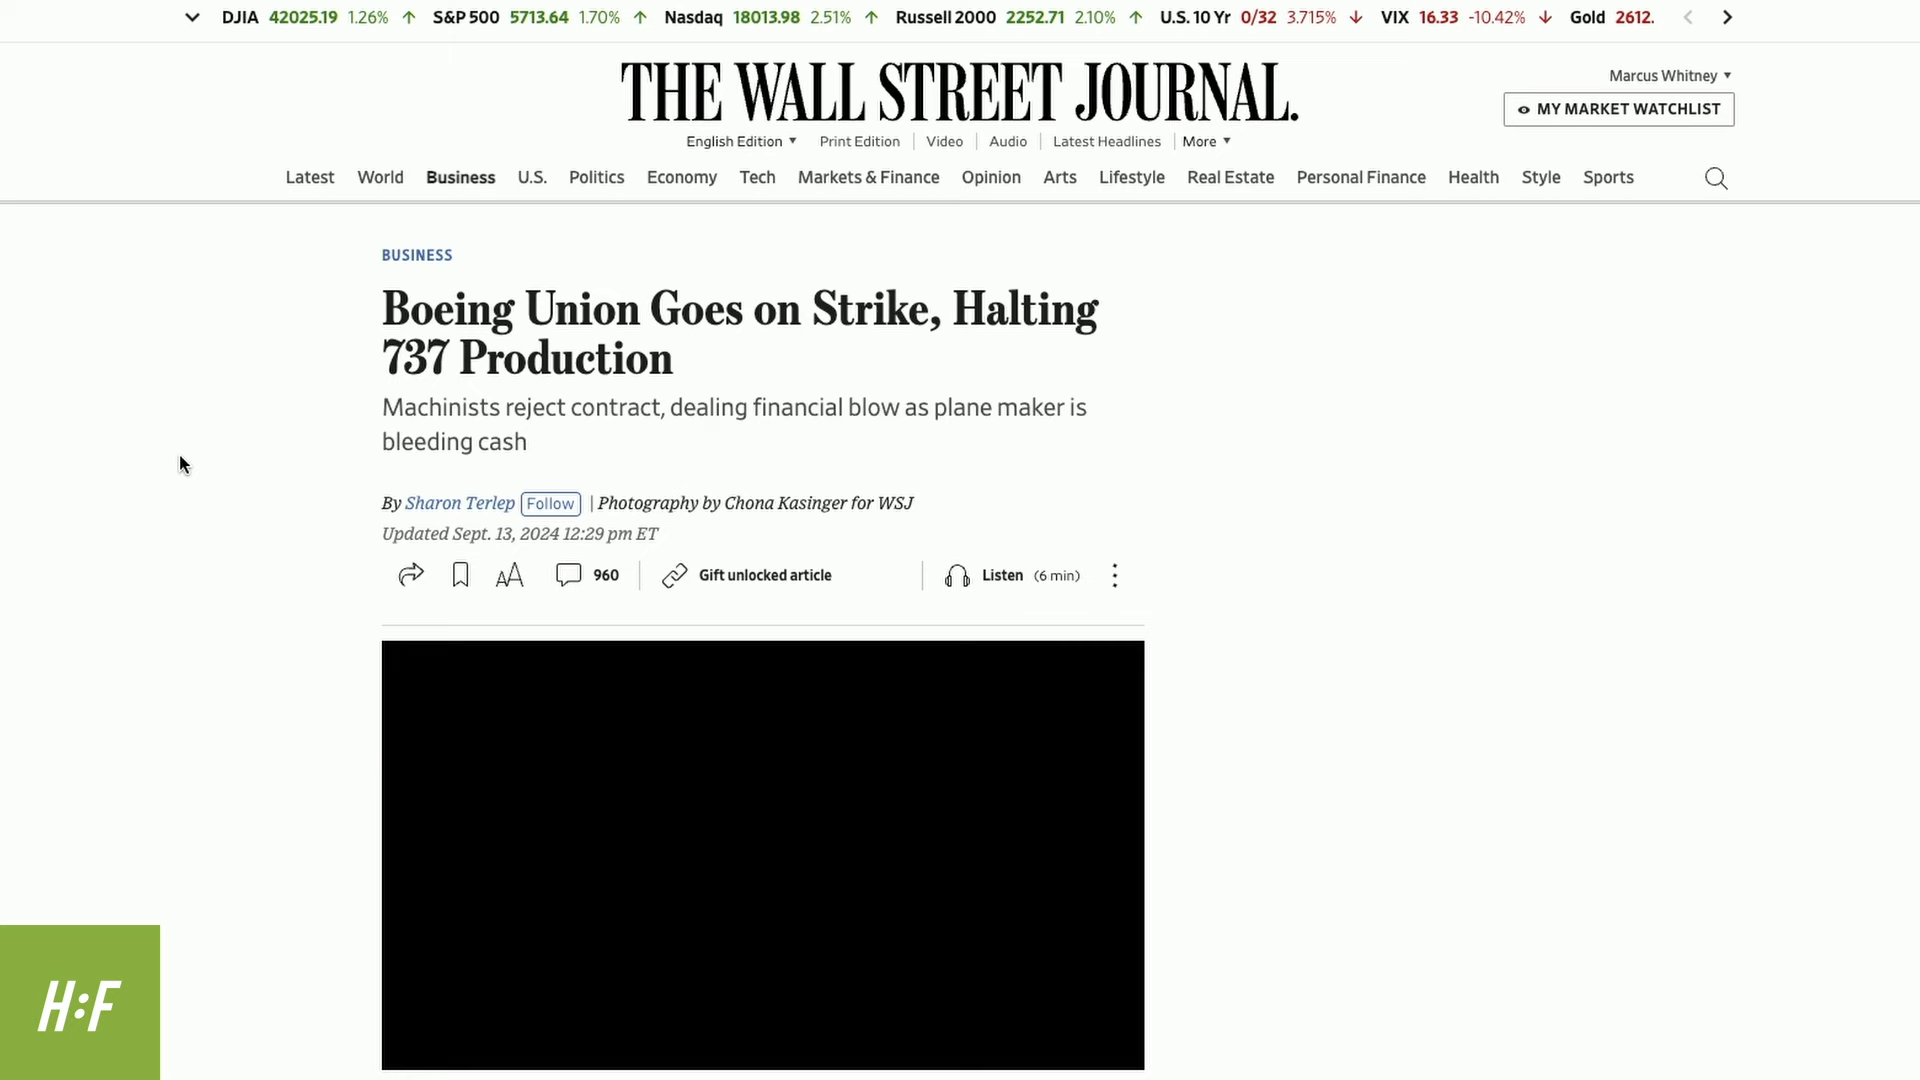 DJIA 42025.19 1.26% S&P 500 5713.64 1.70% Nasdaq 18013.98 2.51% Russell 2000 2252.71 2.10% U.S. 10 Yr 0/32 3.715% VIX 16.33 -10.42% Gold 2612.
THE WALL STREET JOURNAL.
Marcus Whitney
MY MARKET WATCHLIST
English Edition Print Edition Video Audio Latest Headlines More
Latest World Business U.S. Politics Economy Tech Markets & Finance Opinion Arts Lifestyle Real Estate Personal Finance Health Style Sports
BUSINESS
Boeing Union Goes on Strike, Halting
737 Production
Machinists reject contract, dealing financial blow as plane maker is
bleeding cash
By Sharon Terlep Follow | Photography by Chona Kasinger for WSJ
Updated Sept. 13, 2024 12:29 pm ET
AA 960 Gift unlocked article Listen (6 min)
H:F